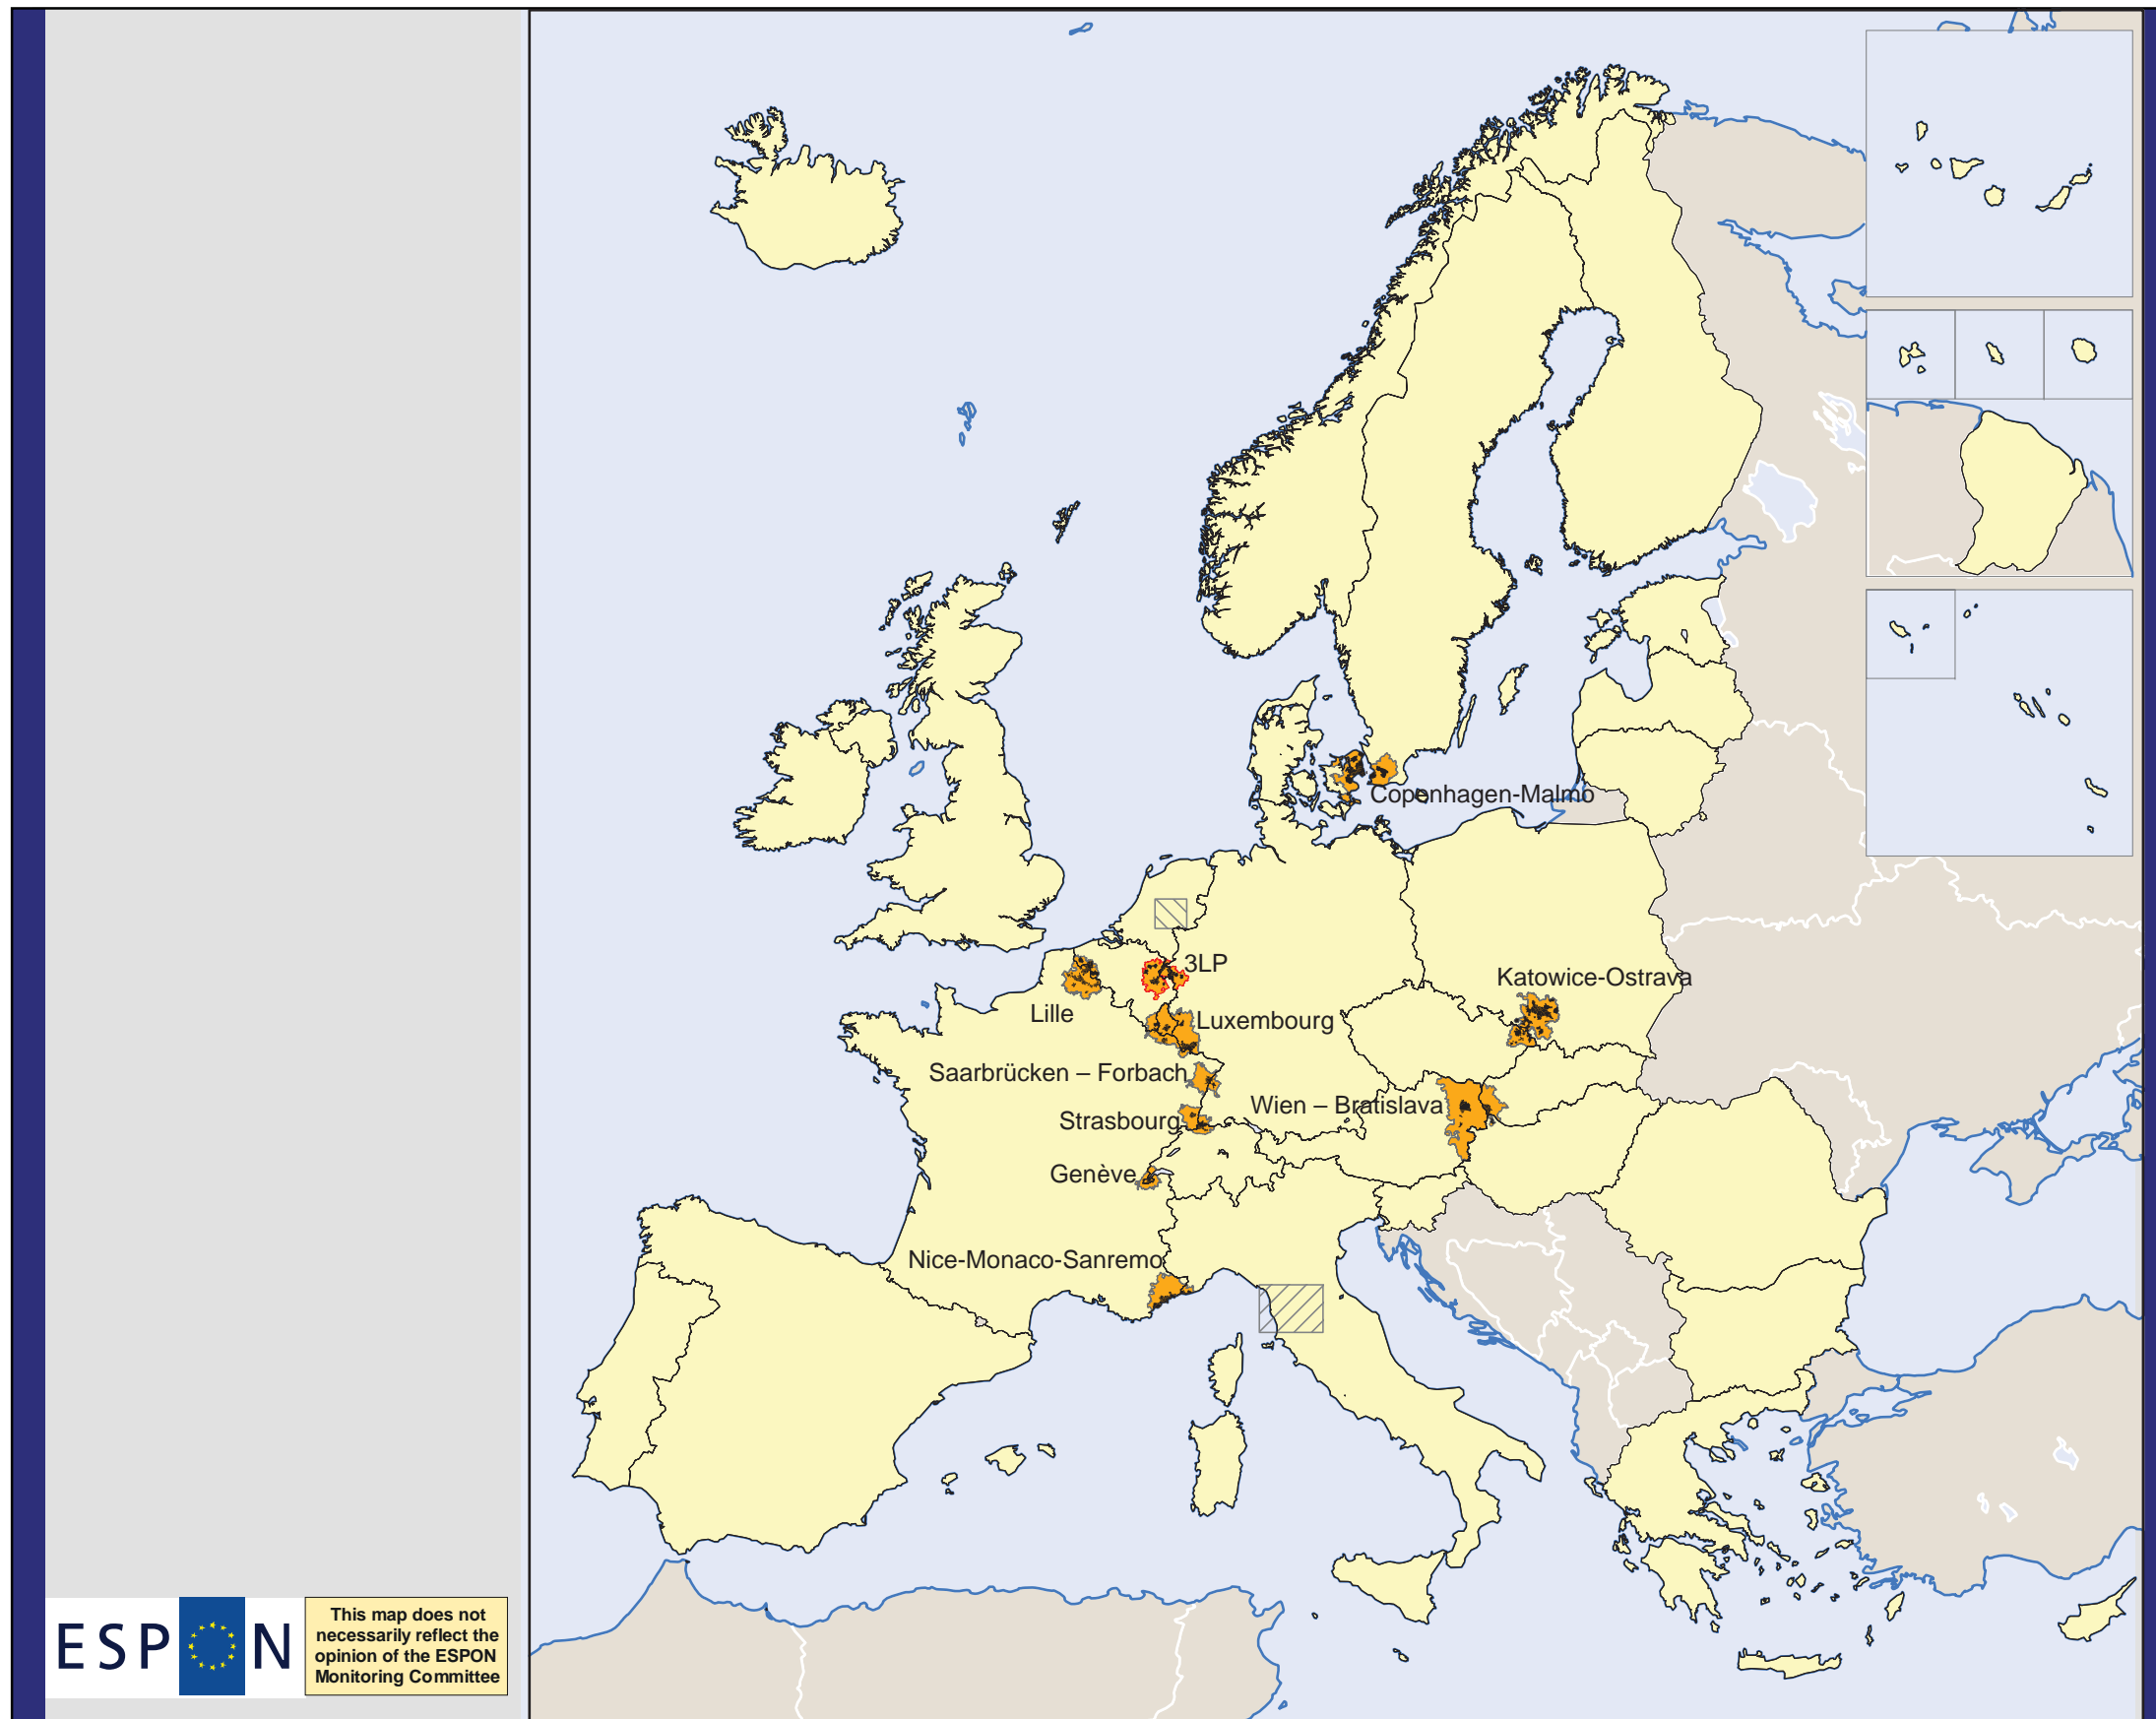 Copenhagen-Malmö
3LP
Katowice-Ostrava
Lille
Luxembourg
Saarbrücken – Forbach
Wien – Bratislava
Strasbourg
Genève
Nice-Monaco-Sanremo
ESPON
This map does not
necessarily reflect the
opinion of the ESPON
Monitoring Committee